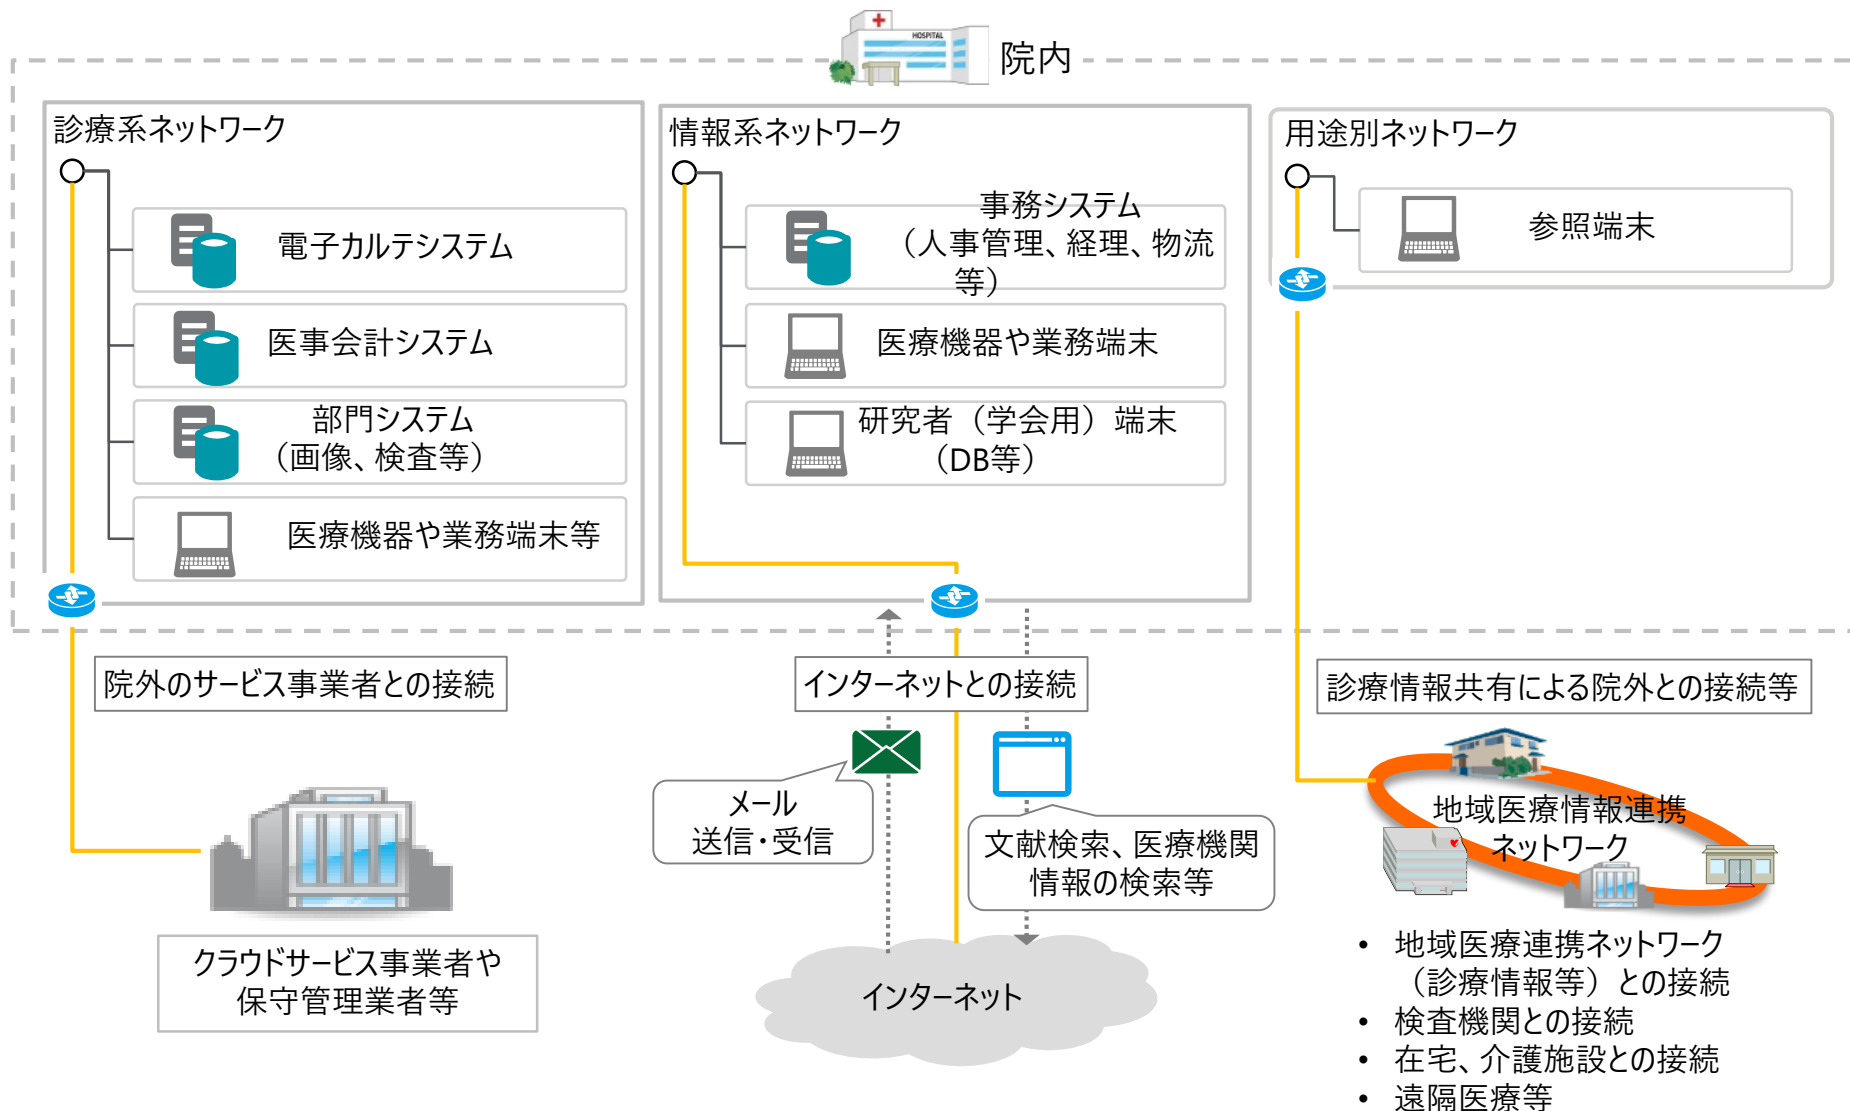 HOSPITAL
院内
診療系ネットワーク
電子カルテシステム
医事会計システム
部門システム
（画像、検査等）
医療機器や業務端末等
情報系ネットワーク
事務システム
（人事管理、経理、物流
等）
医療機器や業務端末
研究者（学会用）端末
（DB等）
用途別ネットワーク
参照端末
院外のサービス事業者との接続
クラウドサービス事業者や
保守管理業者等
インターネットとの接続
メール
送信・受信
文献検索、医療機関
情報の検索等
インターネット
診療情報共有による院外との接続等
地域医療情報連携
ネットワーク
• 地域医療連携ネットワーク
（診療情報等）との接続
• 検査機関との接続
• 在宅、介護施設との接続
• 遠隔医療等